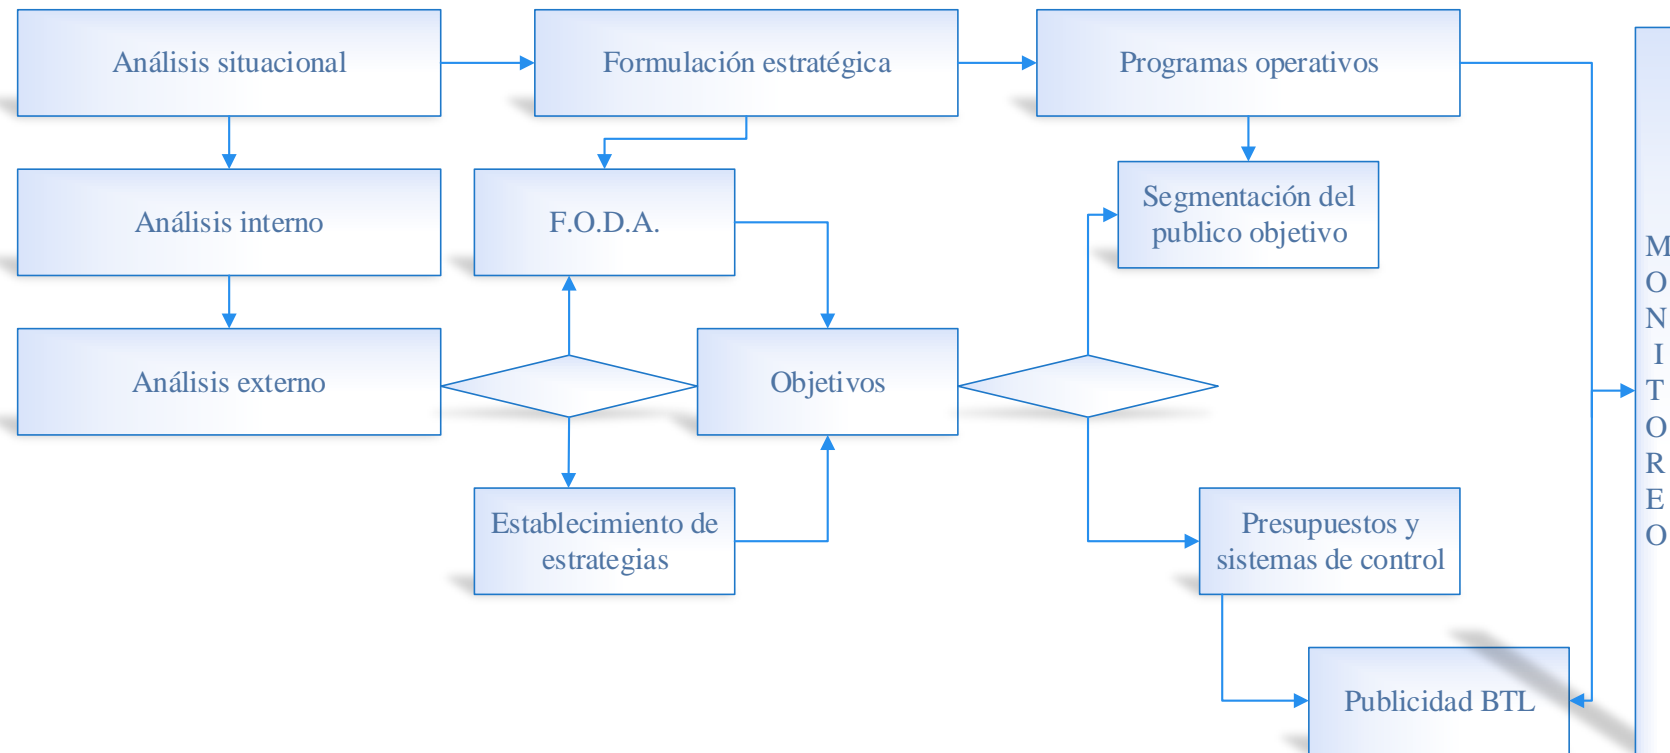 Análisis situacional
Formulación estratégica
Programas operativos
Análisis interno
F.O.D.A.
Segmentación del
publico objetivo
Análisis externo
Objetivos
Establecimiento de
estrategias
Presupuestos y
sistemas de control
Publicidad BTL
M
O
N
I
T
O
R
E
O